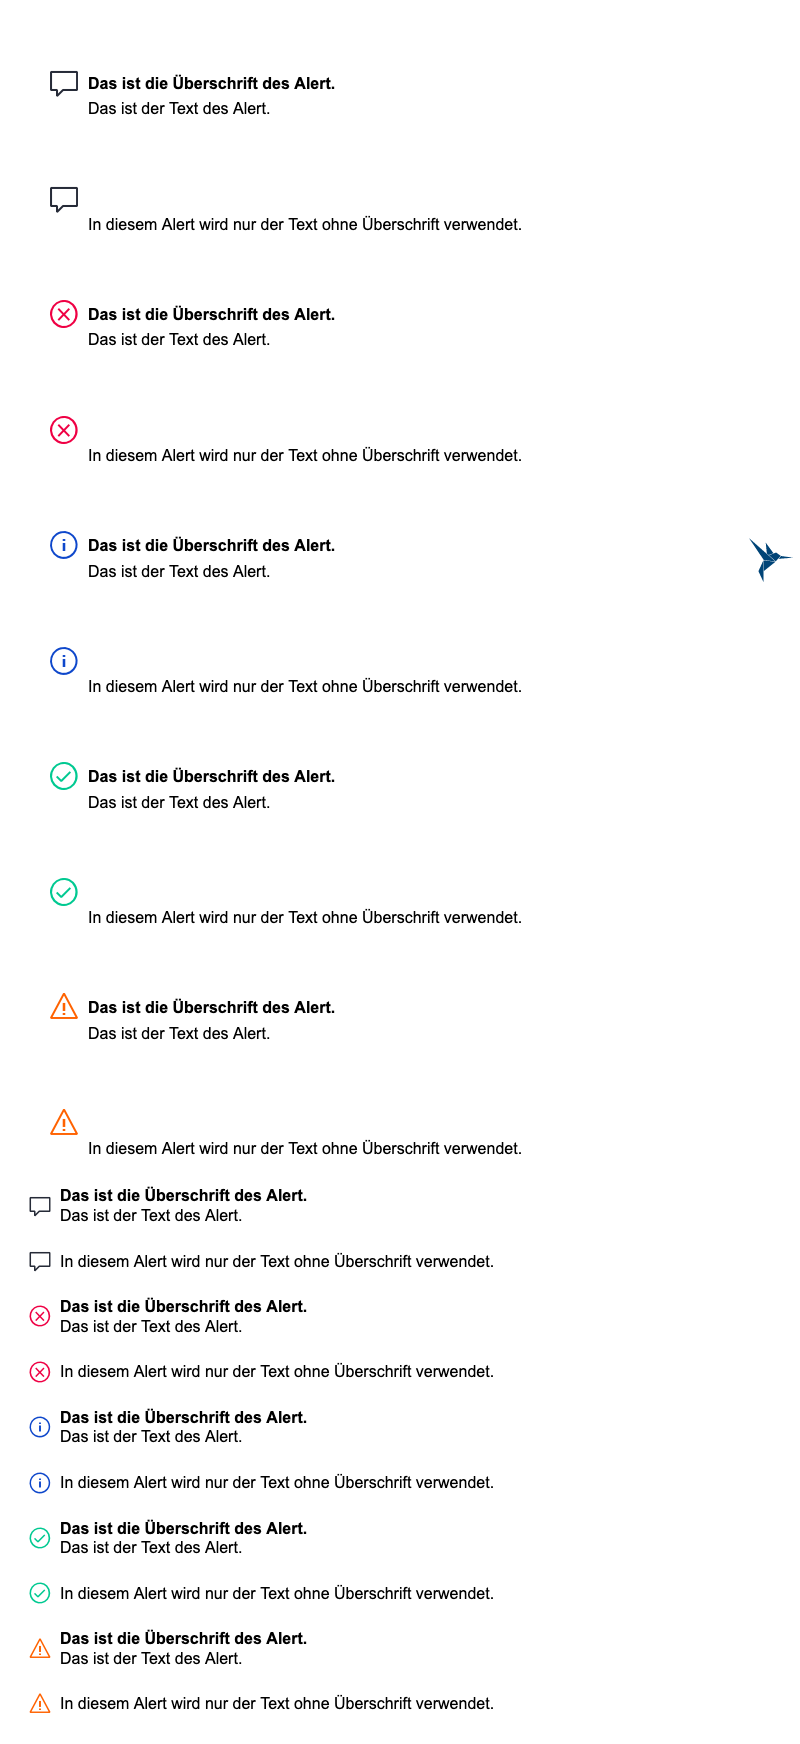 Das ist die Überschrift des Alert.
Das ist der Text des Alert.
In diesem Alert wird nur der Text ohne Überschrift verwendet.
Das ist die Überschrift des Alert.
Das ist der Text des Alert.
In diesem Alert wird nur der Text ohne Überschrift verwendet.
Das ist die Überschrift des Alert.
Das ist der Text des Alert.
In diesem Alert wird nur der Text ohne Überschrift verwendet.
Das ist die Überschrift des Alert.
Das ist der Text des Alert.
In diesem Alert wird nur der Text ohne Überschrift verwendet.
Das ist die Überschrift des Alert.
Das ist der Text des Alert.
In diesem Alert wird nur der Text ohne Überschrift verwendet.
Das ist die Überschrift des Alert.
Das ist der Text des Alert.
In diesem Alert wird nur der Text ohne Überschrift verwendet.
Das ist die Überschrift des Alert.
Das ist der Text des Alert.
In diesem Alert wird nur der Text ohne Überschrift verwendet.
Das ist die Überschrift des Alert.
Das ist der Text des Alert.
In diesem Alert wird nur der Text ohne Überschrift verwendet.
Das ist die Überschrift des Alert.
Das ist der Text des Alert.
In diesem Alert wird nur der Text ohne Überschrift verwendet.
Das ist die Überschrift des Alert.
Das ist der Text des Alert.
In diesem Alert wird nur der Text ohne Überschrift verwendet.